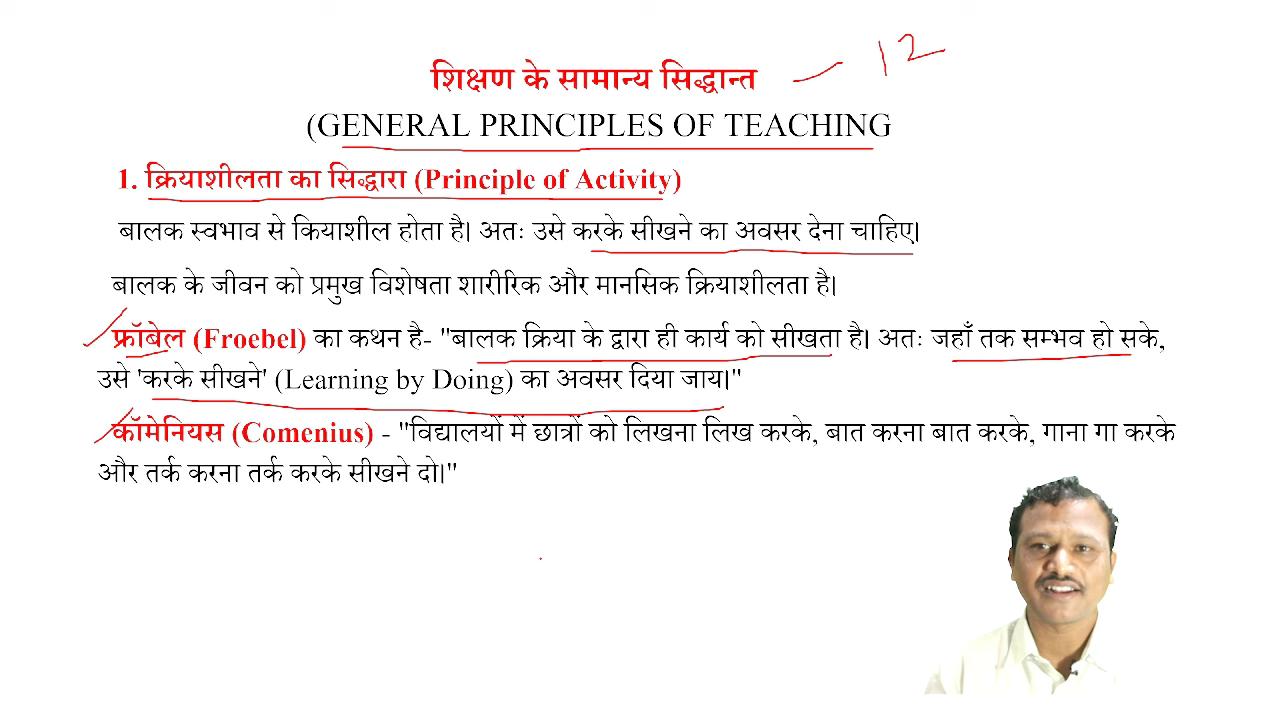 शिक्षण के सामान्य सिद्धान्त - 12
(GENERAL PRINCIPLES OF TEACHING
1. क्रियाशीलता का सिद्धारा (Principle of Activity)
बालक स्वभाव से कियाशील होता है। अतः उसे करके सीखने का अवसर देना चाहिए।
बालक के जीवन को प्रमुख विशेषता शारीरिक और मानसिक क्रियाशीलता है।
फ्रॉबेल (Froebel) का कथन है- "बालक क्रिया के द्वारा ही कार्य को सीखता है। अतः जहाँ तक सम्भव हो सके,
उसे 'करके सीखने' (Learning by Doing) का अवसर दिया जाय।"
कॉमेनियस (Comenius) - "विद्यालयों में छात्रों को लिखना लिख करके, बात करना बात करके, गाना गा करके
और तर्क करना तर्क करके सीखने दो।"